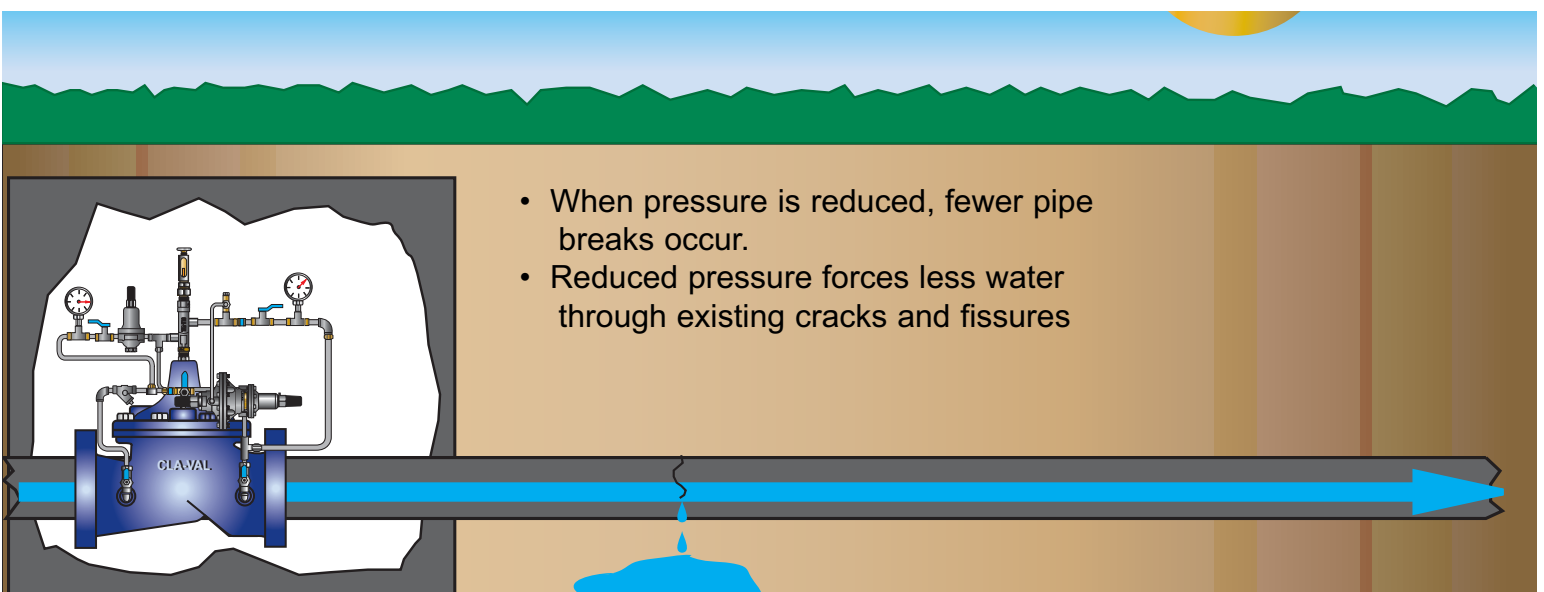 • When pressure is reduced, fewer pipe
breaks occur.
• Reduced pressure forces less water
through existing cracks and fissures
CLA-VAL